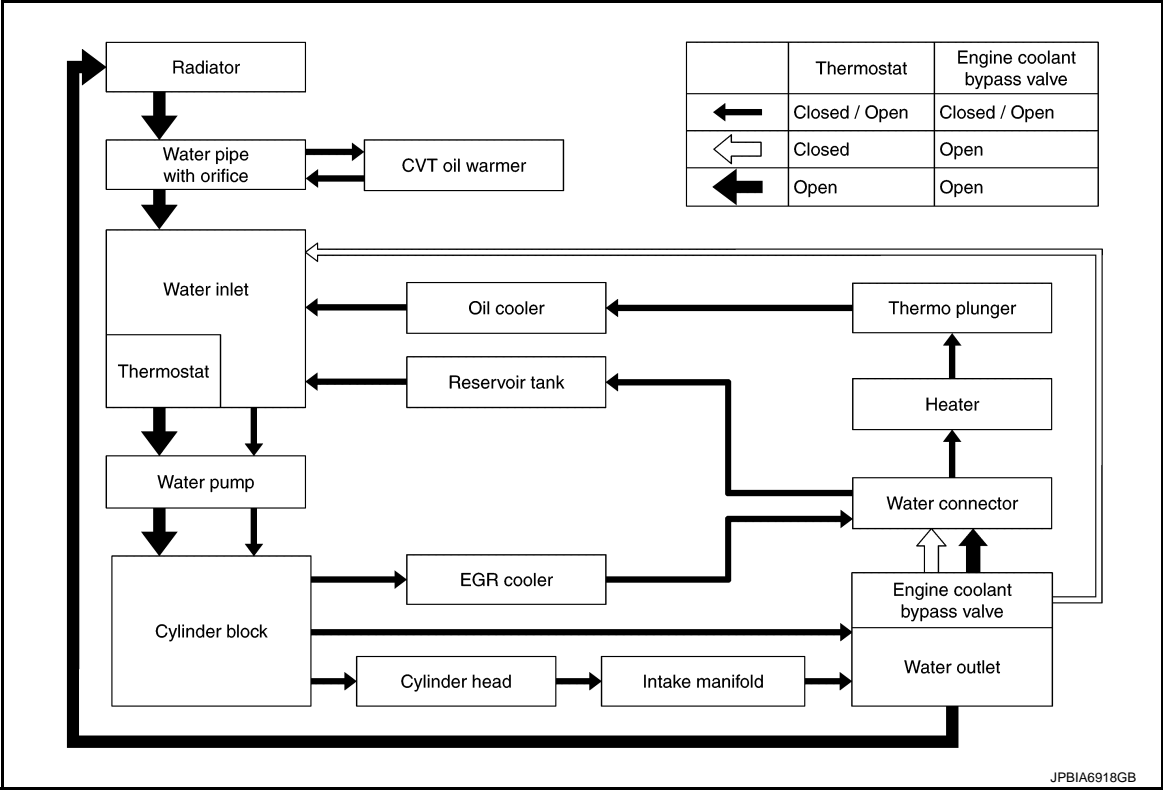 Radiator
Water pipe
with orifice
CVT oil warmer
Thermostat
Engine coolant
bypass valve
Closed / Open
Closed / Open
Closed
Open
Open
Open
Water inlet
Thermostat
Oil cooler
Thermo plunger
Reservoir tank
Heater
Water pump
Water connector
EGR cooler
Engine coolant
bypass valve
Cylinder block
Water outlet
Cylinder head
Intake manifold
JPBIA6918GB